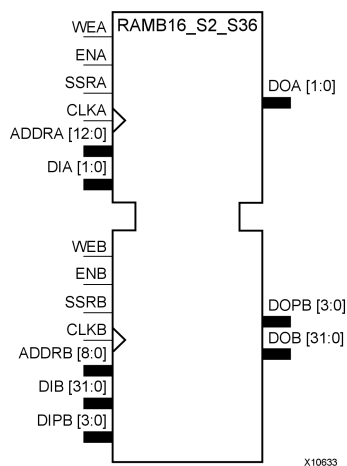 RAMB16_S2_S36
WEA
ENA
SSRA
CLKA
ADDRA [12:0]
DIA [1:0]
DOA [1:0]
WEB
ENB
SSRB
CLKB
ADDRB [8:0]
DIB [31:0]
DIPB [3:0]
DOPB [3:0]
DOB [31:0]
X10633